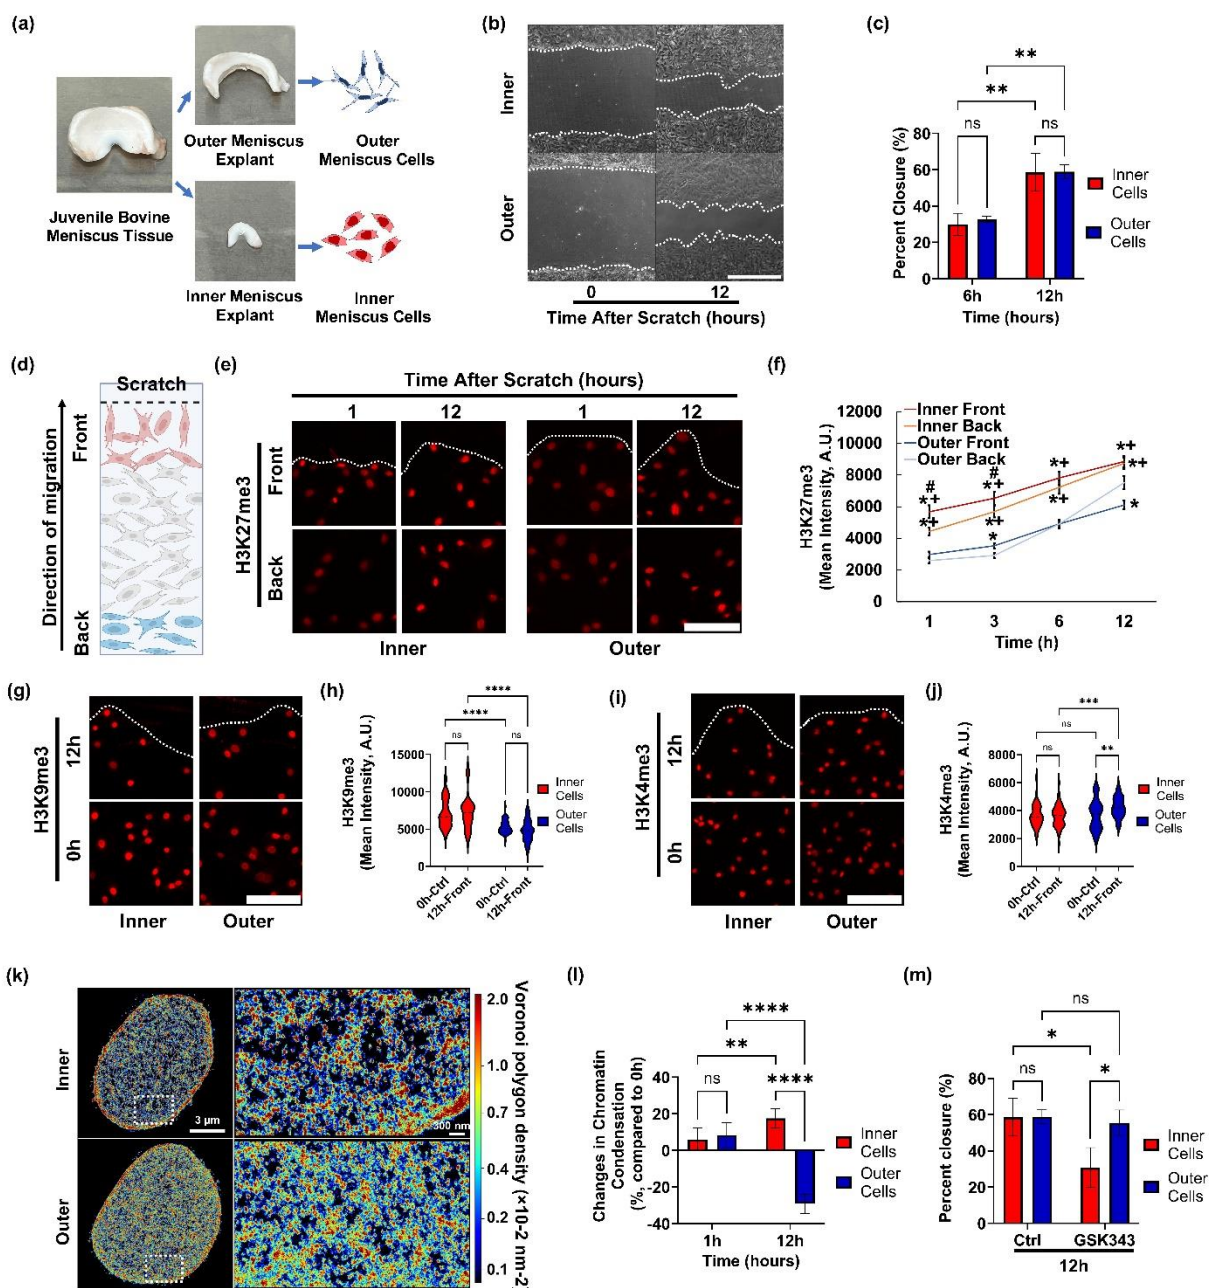 (a)
Juvenile Bovine
Meniscus Tissue
Outer Meniscus
Explant
Outer
Meniscus Cells
Inner Meniscus
Explant
Inner
Meniscus Cells
(b)
Inner
Outer
0
12
Time After Scratch (hours)
(c)
**
**
ns
ns
Percent Closure (%)
100
80
60
40
20
0
6h
12h
Time (hours)
Inner
Cells
Outer
Cells
(d)
Scratch
Direction of migration
Front
Back
(e)
Time After Scratch (hours)
1
12
1
12
H3K27me3
Front
Back
Inner
Outer
(f)
H3K27me3
(Mean Intensity, A.U.)
12000
10000
8000
6000
4000
2000
0
Inner Front
Inner Back
Outer Front
Outer Back
#
*+
*+
#
*+
*+
*
*+
*+
*+
*+
*
1
3
6
12
Time (h)
(g)
H3K9me3
12h
0h
Inner
Outer
(h)
****
****
ns
ns
H3K9me3
(Mean Intensity, A.U.)
15000
10000
5000
0
0h-Ctrl
12h-Front
0h-Ctrl
12h-Front
Inner
Cells
Outer
Cells
(i)
H3K4me3
12h
0h
Inner
Outer
(j)
***
ns
ns
**
H3K4me3
(Mean Intensity, A.U.)
8000
6000
4000
2000
0
0h-Ctrl
12h-Front
0h-Ctrl
12h-Front
Inner
Cells
Outer
Cells
(k)
Inner
Outer
3 µm
300 nm
2.0
1.0
0.7
0.4
0.2
0.1
Voronoi polygon density (×10-2 nm-2
(l)
****
**
ns
****
Changes in Chromatin
Condensation
(%, compared to 0h)
40
20
0
-20
-40
1h
12h
Time (hours)
Inner
Cells
Outer
Cells
(m)
ns
*
ns
*
Percent closure (%)
80
60
40
20
0
Ctrl
GSK343
12h
Inner
Cells
Outer
Cells